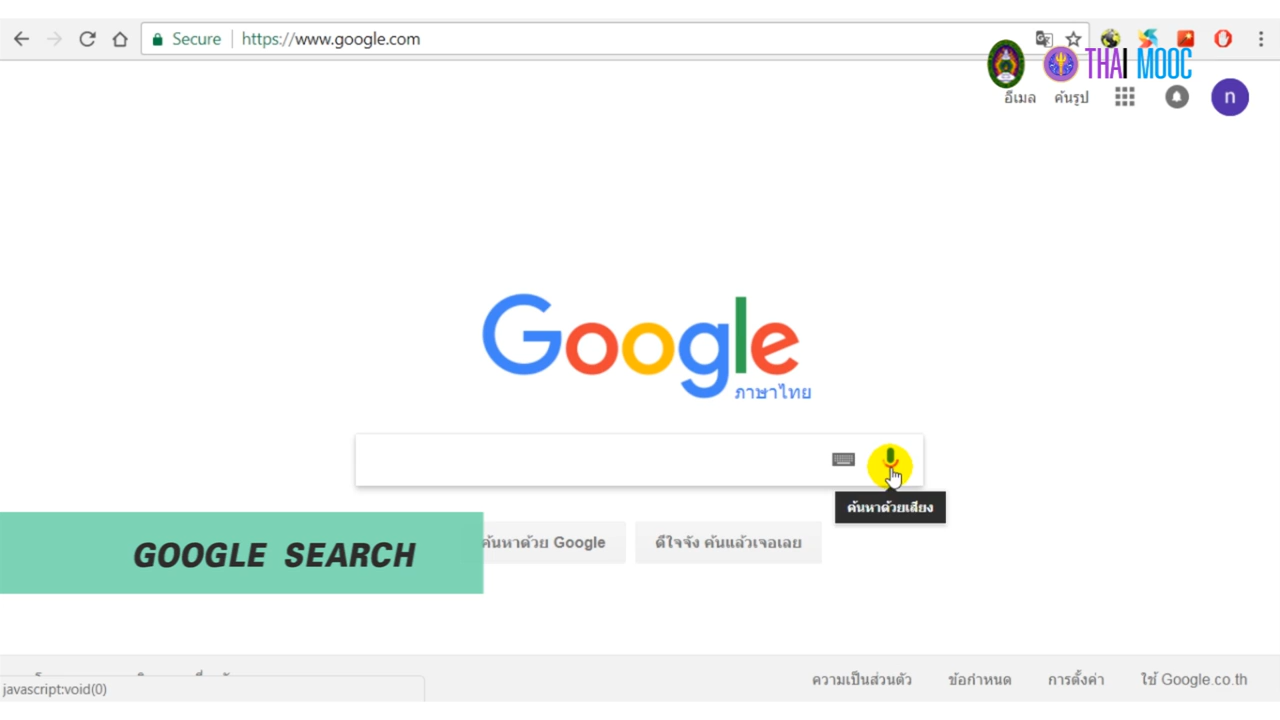 Secure https://www.google.com
THAI MOOC
อีเมล ค้นรูป n
Google
ภาษาไทย
ค้นหาด้วยเสียง
ค้นหาด้วย Google ดีใจจัง ค้นแล้วเจอเลย
GOOGLE SEARCH
ความเป็นส่วนตัว ข้อกำหนด การตั้งค่า ใช้ Google.co.th
javascript:void(0)